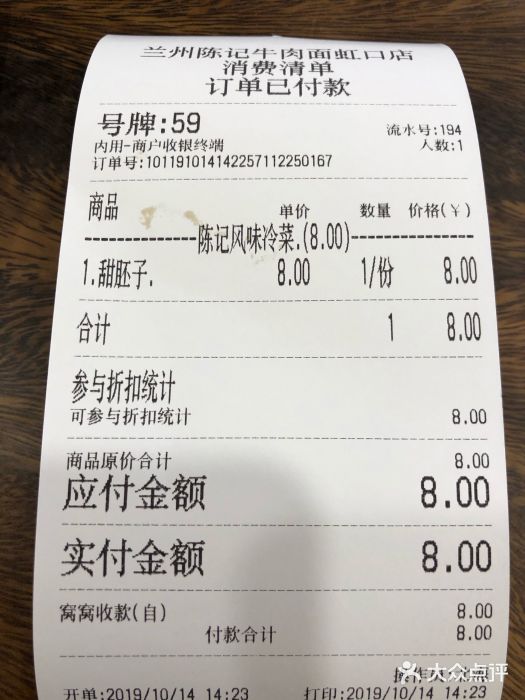 兰州陈记牛肉面虹口店
消费清单
订单已付款
号牌:59
流水号:194
内用-商户收银终端
人数:1
订单号:101191014142257112250167
商品 单价 数量 价格(￥)
陈记风味冷菜.(8.00)
1.甜胚子. 8.00 1/份 8.00
合计 1 8.00
参与折扣统计
可参与折扣统计 8.00
商品原价合计 8.00
应付金额 8.00
实付金额 8.00
窝窝收款(自) 8.00
付款合计 8.00
大众点评
开单:2019/10/14 14:23 打印:2019/10/14 14:23